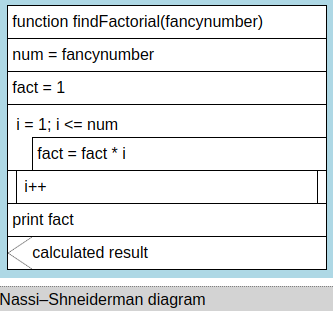 function findFactorial(fancynumber)
num = fancynumber
fact = 1
i = 1; i <= num
fact = fact * i
i++
print fact
calculated result
Nassi–Shneiderman diagram